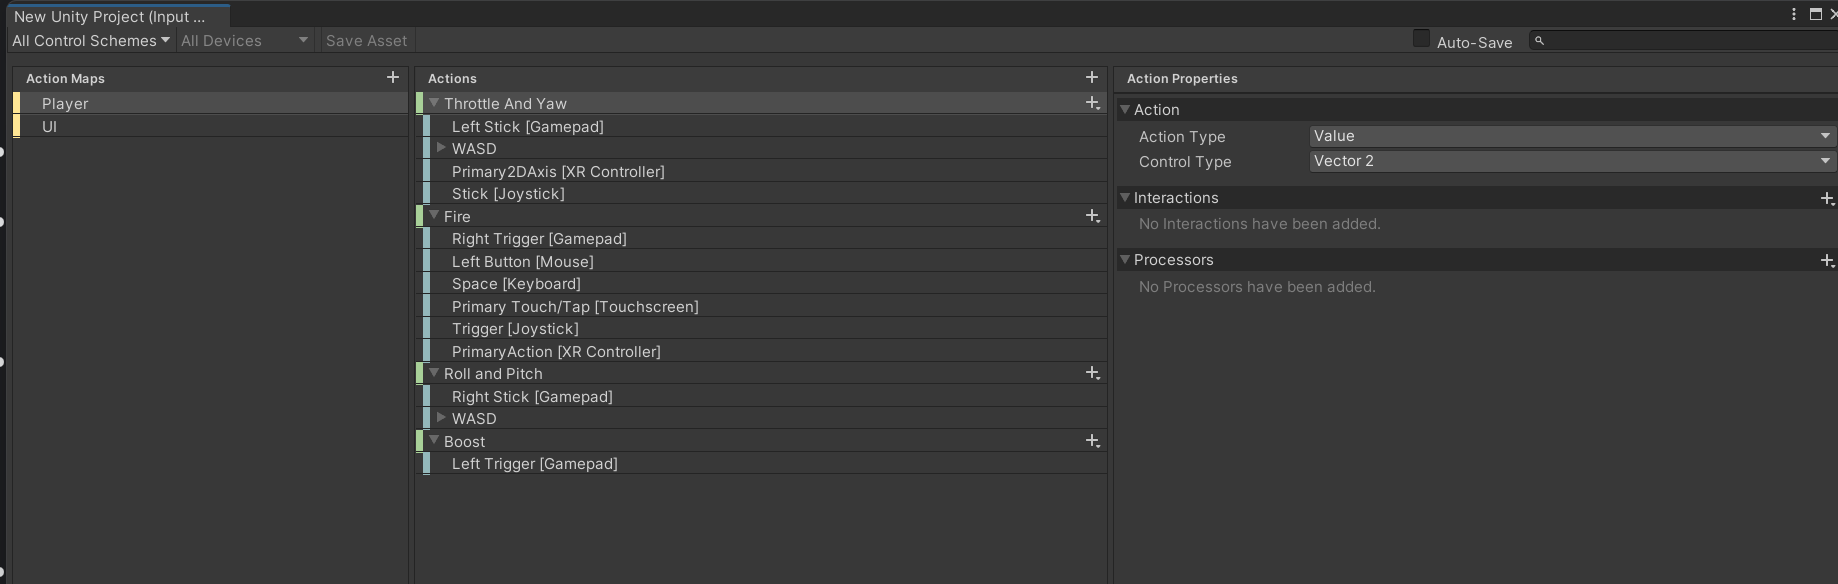 New Unity Project (Input ...
All Control Schemes All Devices Save Asset Auto-Save
Action Maps
Player
UI
Actions
Throttle And Yaw
Left Stick [Gamepad]
WASD
Primary2DAxis [XR Controller]
Stick [Joystick]
Fire
Right Trigger [Gamepad]
Left Button [Mouse]
Space [Keyboard]
Primary Touch/Tap [Touchscreen]
Trigger [Joystick]
PrimaryAction [XR Controller]
Roll and Pitch
Right Stick [Gamepad]
WASD
Boost
Left Trigger [Gamepad]
Action Properties
Action
Action Type Value
Control Type Vector 2
Interactions
No Interactions have been added.
Processors
No Processors have been added.